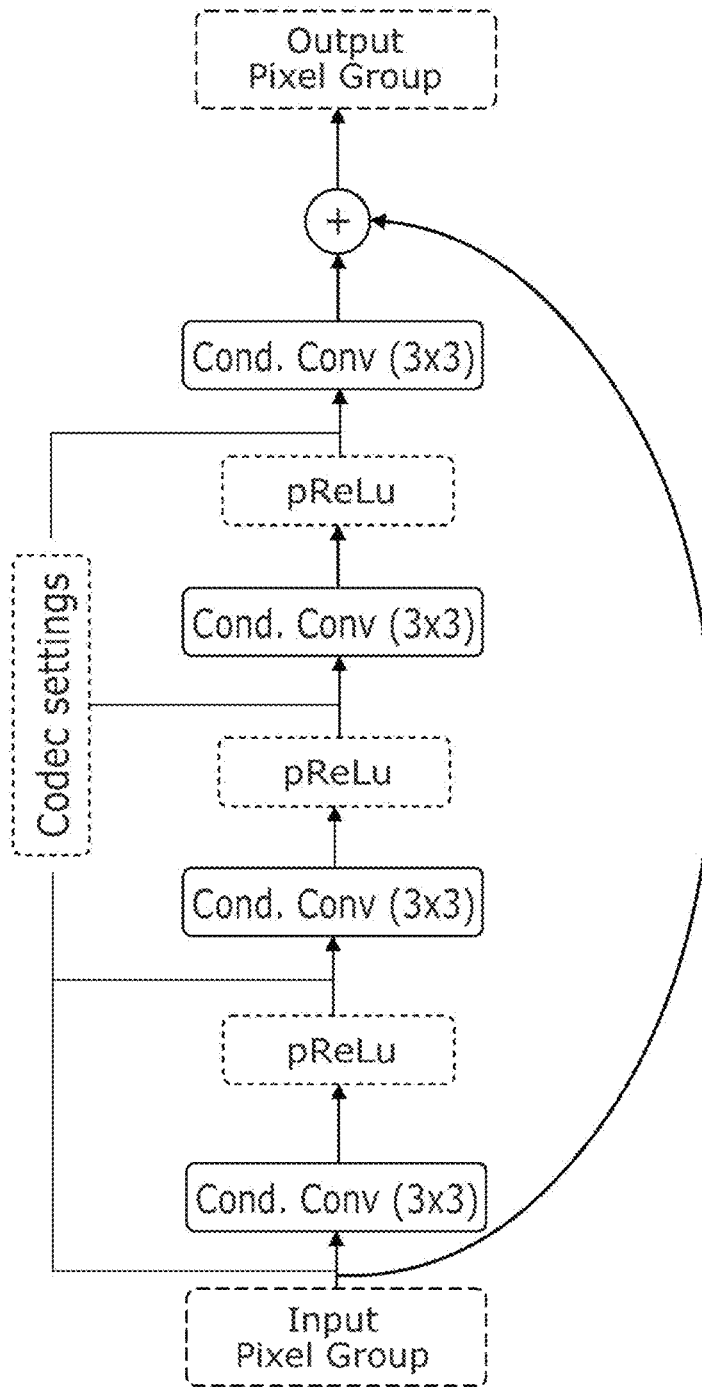 Output
Pixel Group
+
Cond. Conv (3x3)
pReLu
Cond. Conv (3x3)
Codec settings
pReLu
Cond. Conv (3x3)
pReLu
Cond. Conv (3x3)
Input
Pixel Group